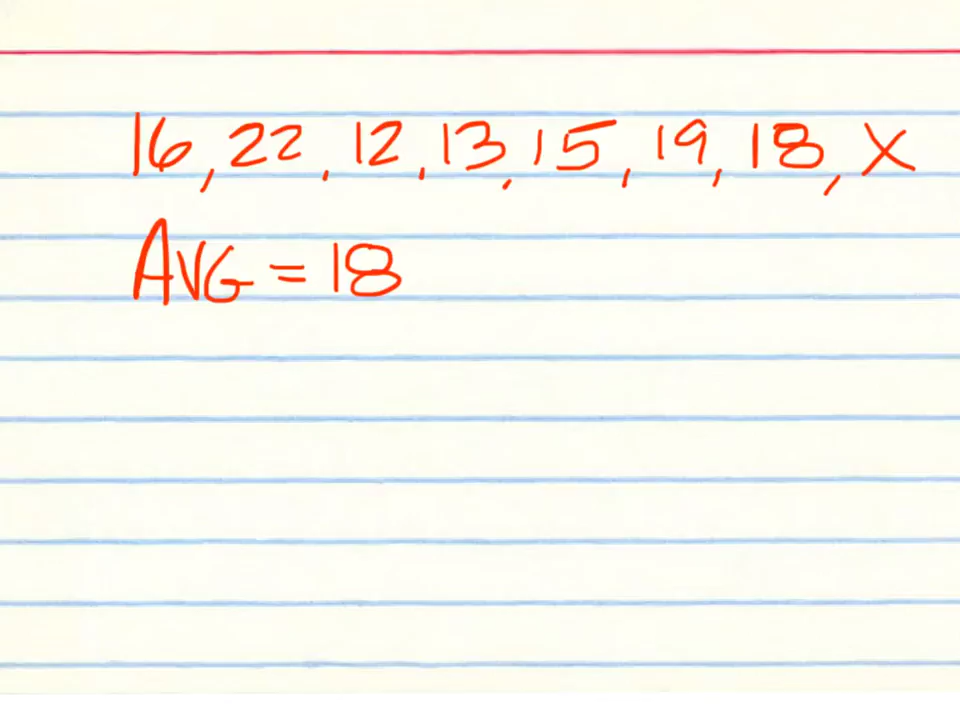 16, 22, 12, 13, 15, 19, 18, X
AVG = 18